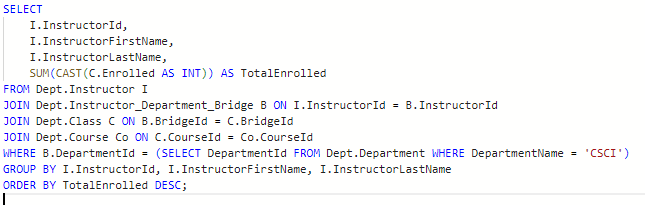 SELECT
I.InstructorId,
I.InstructorFirstName,
I.InstructorLastName,
SUM(CAST(C.Enrolled AS INT)) AS TotalEnrolled
FROM Dept.Instructor I
JOIN Dept.Instructor_Department_Bridge B ON I.InstructorId = B.InstructorId
JOIN Dept.Class C ON B.BridgeId = C.BridgeId
JOIN Dept.Course Co ON C.CourseId = Co.CourseId
WHERE B.DepartmentId = (SELECT DepartmentId FROM Dept.Department WHERE DepartmentName = 'CSCI')
GROUP BY I.InstructorId, I.InstructorFirstName, I.InstructorLastName
ORDER BY TotalEnrolled DESC;